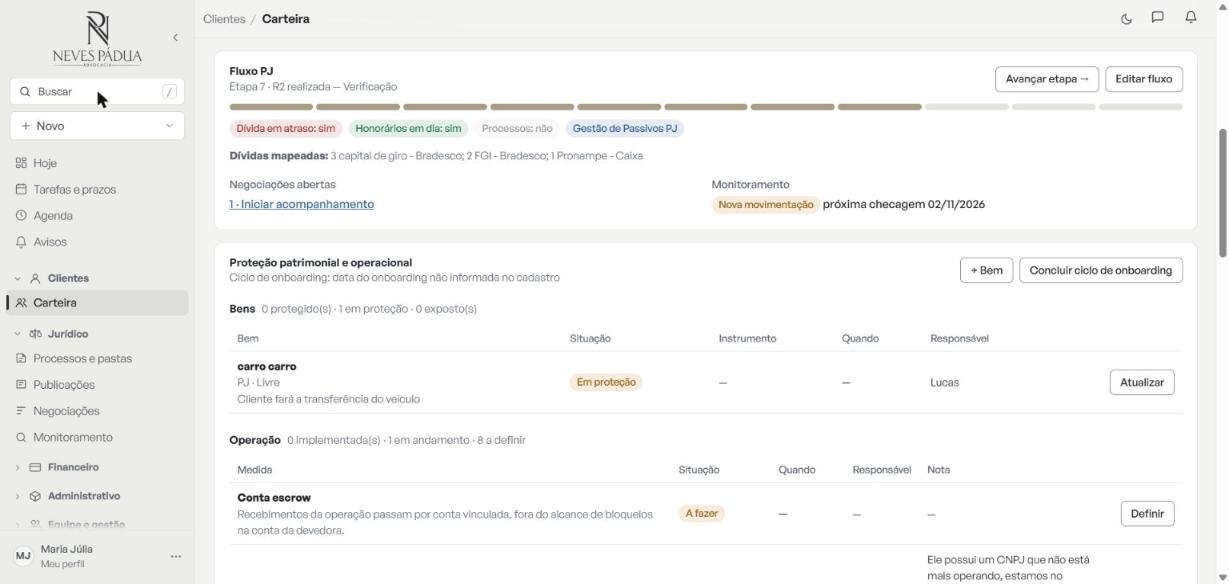 NEVES PÁDUA
ADVOCACIA
Buscar /
+ Novo
Hoje
Tarefas e prazos
Agenda
Avisos
Clientes
Carteira
Jurídico
Processos e pastas
Publicações
Negociações
Monitoramento
Financeiro
Administrativo
Equipe e gestão
MJ
Maria Júlia
Meu perfil
Clientes / Carteira
Fluxo PJ
Etapa 7 · R2 realizada — Verificação
Avançar etapa → Editar fluxo
Dívida em atraso: sim Honorários em dia: sim Processos: não Gestão de Passivos PJ
Dívidas mapeadas: 3 capital de giro - Bradesco; 2 FGI - Bradesco; 1 Pronampe - Caixa
Negociações abertas Monitoramento
1 · Iniciar acompanhamento Nova movimentação próxima checagem 02/11/2026
Proteção patrimonial e operacional
Ciclo de onboarding: data do onboarding não informada no cadastro
+ Bem Concluir ciclo de onboarding
Bens 0 protegido(s) · 1 em proteção · 0 exposto(s)
Bem Situação Instrumento Quando Responsável
carro carro
PJ · Livre Em proteção — — Lucas Atualizar
Cliente fará a transferência do veículo
Operação 0 implementada(s) · 1 em andamento · 8 a definir
Medida Situação Quando Responsável Nota
Conta escrow
Recebimentos da operação passam por conta vinculada, fora do alcance de bloqueios
na conta da devedora.
A fazer — — — Definir
Ele possui um CNPJ que não está
mais operando, estamos no